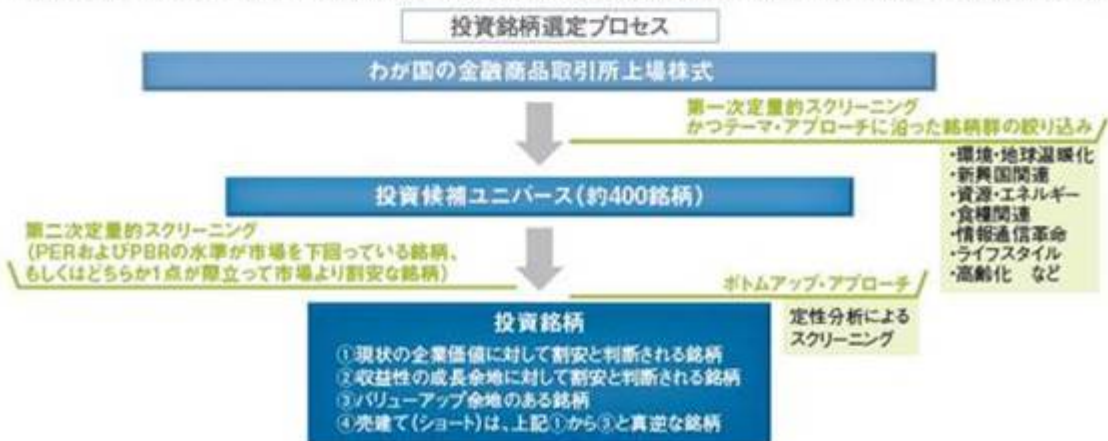 投資銘柄選定プロセス
わが国の金融商品取引所上場株式
第一次定量的スクリーニング
かつテーマ・アプローチに沿った銘柄群の絞り込み
・環境・地球温暖化
・新興国関連
・資源・エネルギー
・食糧関連
・情報通信革命
・ライフスタイル
・高齢化 など
投資候補ユニバース(約400銘柄)
第二次定量的スクリーニング
(PERおよびPBRの水準が市場を下回っている銘柄、
もしくはどちらか1点が際立って市場より割安な銘柄)
ボトムアップ・アプローチ
定性分析による
スクリーニング
投資銘柄
①現状の企業価値に対して割安と判断される銘柄
②収益性の成長余地に対して割安と判断される銘柄
③バリューアップ余地のある銘柄
④売建て(ショート)は、上記①から③と真逆な銘柄